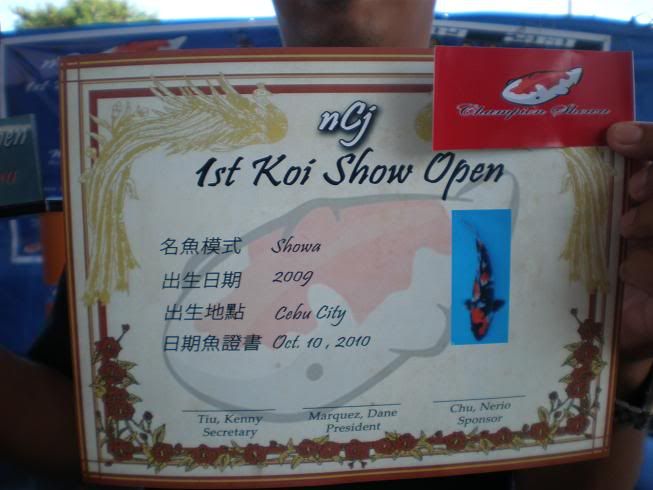 nCj
Champion Showa
1st Koi Show Open
名魚模式 Showa
出生日期 2009
出生地點 Cebu City
日期魚證書 Oct. 10, 2010
Tiu, Kenny
Secretary
Marquez, Dane
President
Chu, Nerio
Sponsor